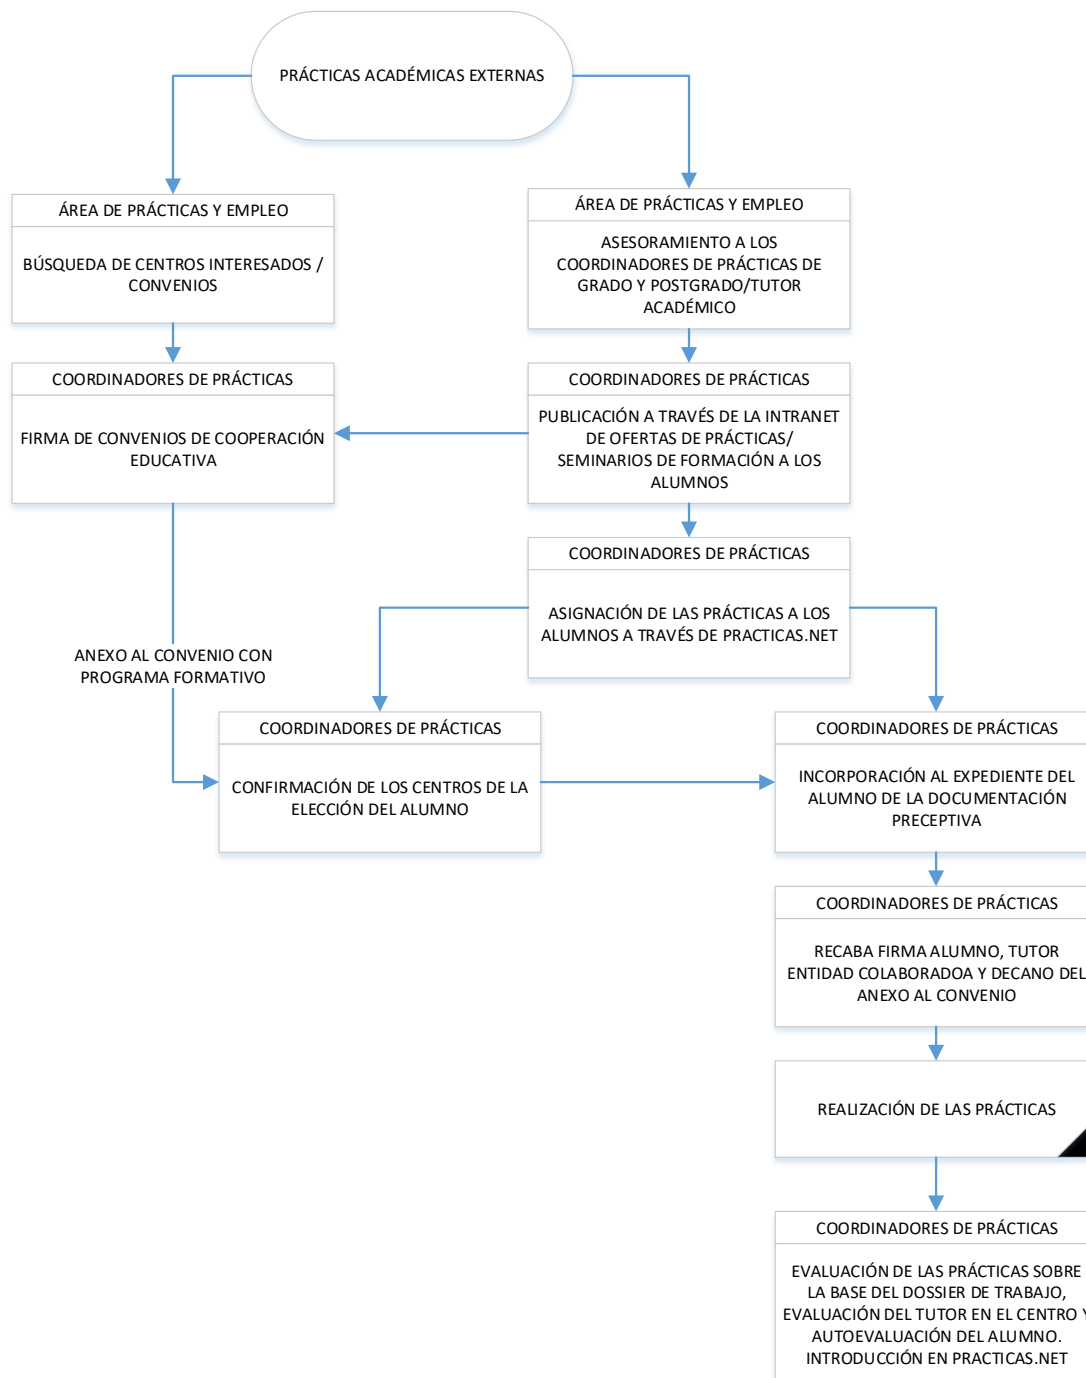 PRÁCTICAS ACADÉMICAS EXTERNAS
ÁREA DE PRÁCTICAS Y EMPLEO
BÚSQUEDA DE CENTROS INTERESADOS /
CONVENIOS
ÁREA DE PRÁCTICAS Y EMPLEO
ASESORAMIENTO A LOS
COORDINADORES DE PRÁCTICAS DE
GRADO Y POSTGRADO/TUTOR
ACADÉMICO
COORDINADORES DE PRÁCTICAS
FIRMA DE CONVENIOS DE COOPERACIÓN
EDUCATIVA
COORDINADORES DE PRÁCTICAS
PUBLICACIÓN A TRAVÉS DE LA INTRANET
DE OFERTAS DE PRÁCTICAS/
SEMINARIOS DE FORMACIÓN A LOS
ALUMNOS
COORDINADORES DE PRÁCTICAS
ASIGNACIÓN DE LAS PRÁCTICAS A LOS
ALUMNOS A TRAVÉS DE PRACTICAS.NET
ANEXO AL CONVENIO CON
PROGRAMA FORMATIVO
COORDINADORES DE PRÁCTICAS
CONFIRMACIÓN DE LOS CENTROS DE LA
ELECCIÓN DEL ALUMNO
COORDINADORES DE PRÁCTICAS
INCORPORACIÓN AL EXPEDIENTE DEL
ALUMNO DE LA DOCUMENTACIÓN
PRECEPTIVA
COORDINADORES DE PRÁCTICAS
RECABA FIRMA ALUMNO, TUTOR
ENTIDAD COLABORADOA Y DECANO DEL
ANEXO AL CONVENIO
REALIZACIÓN DE LAS PRÁCTICAS
COORDINADORES DE PRÁCTICAS
EVALUACIÓN DE LAS PRÁCTICAS SOBRE
LA BASE DEL DOSSIER DE TRABAJO,
EVALUACIÓN DEL TUTOR EN EL CENTRO Y
AUTOEVALUACIÓN DEL ALUMNO.
INTRODUCCIÓN EN PRACTICAS.NET